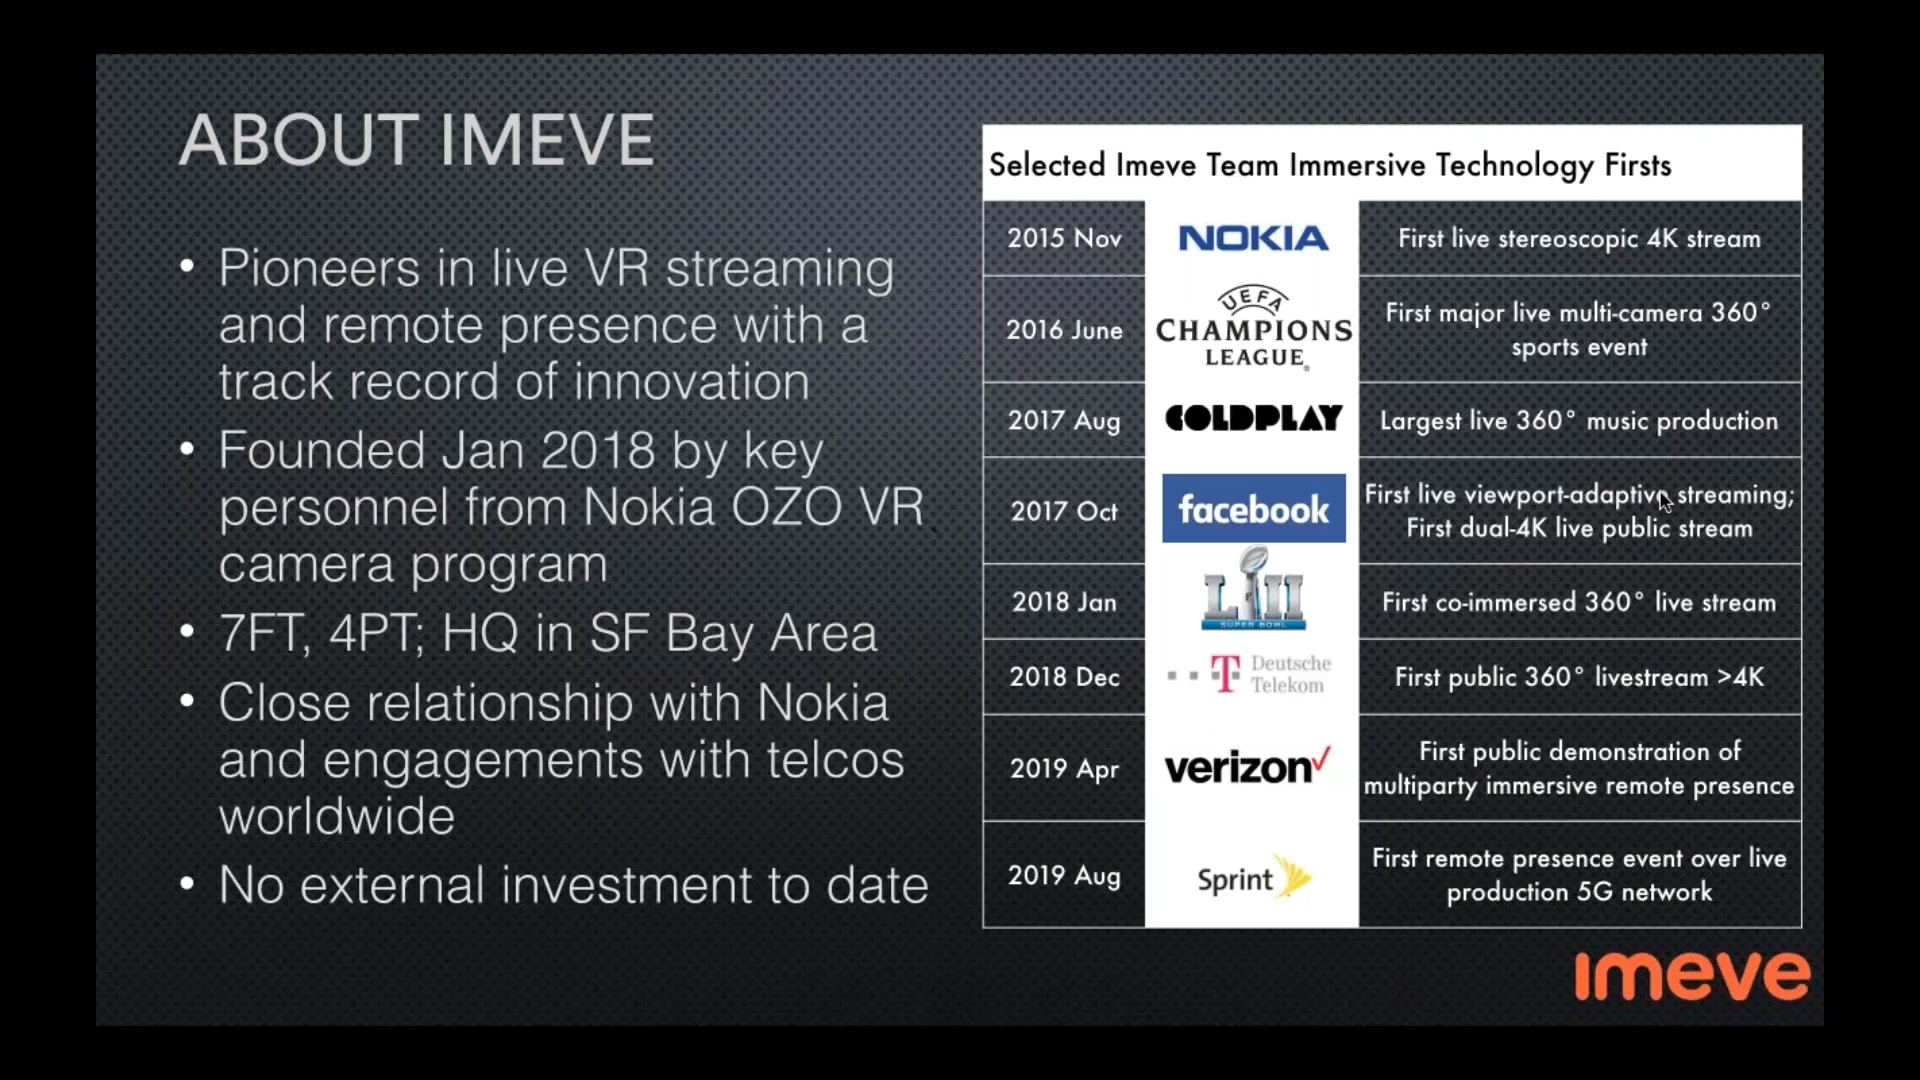 ABOUT IMEVE
• Pioneers in live VR streaming
and remote presence with a
track record of innovation
• Founded Jan 2018 by key
personnel from Nokia OZO VR
camera program
• 7FT, 4PT; HQ in SF Bay Area
• Close relationship with Nokia
and engagements with telcos
worldwide
• No external investment to date
Selected Imeve Team Immersive Technology Firsts
2015 Nov
NOKIA
First live stereoscopic 4K stream
2016 June
UEFA
CHAMPIONS
LEAGUE®
First major live multi-camera 360°
sports event
2017 Aug
COLDPLAY
Largest live 360° music production
2017 Oct
facebook
First live viewport-adaptive streaming;
First dual-4K live public stream
2018 Jan
LII
SUPER BOWL
First co-immersed 360° live stream
2018 Dec
T Deutsche
Telekom
First public 360° livestream >4K
2019 Apr
verizon✓
First public demonstration of
multiparty immersive remote presence
2019 Aug
Sprint
First remote presence event over live
production 5G network
imeve